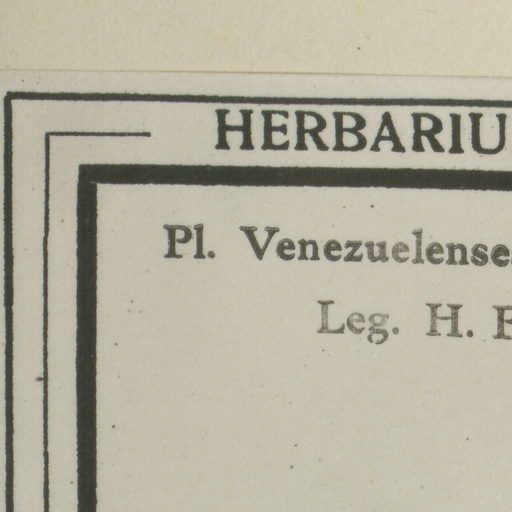 HERBARIU
Pl. Venezuelense
Leg. H.